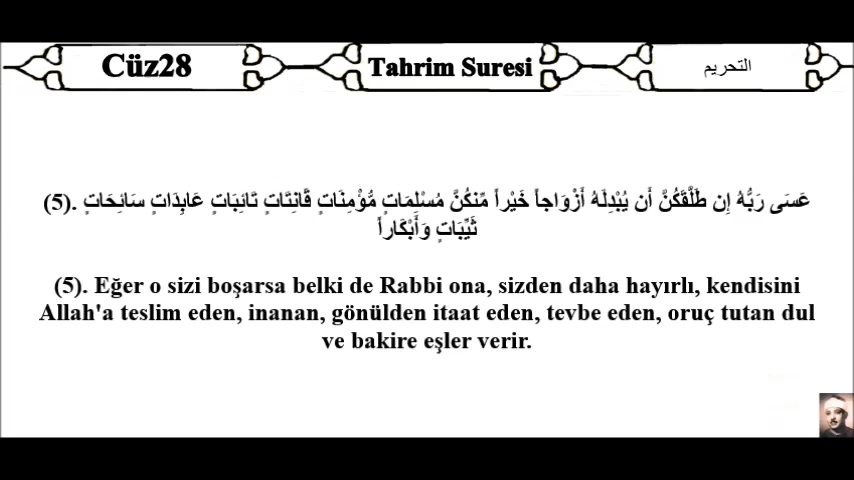 Cüz28
Tahrim Suresi
التحريم
عَسَى رَبُّهُ إِن طَلَّقَكُنَّ أَن يُبْدِلَهُ أَزْوَاجاً خَيْراً مِّنكُنَّ مُسْلِمَاتٍ مُّؤْمِنَاتٍ قَانِتَاتٍ تَائِبَاتٍ عَابِدَاتٍ سَائِحَاتٍ .(5)
ثَيِّبَاتٍ وَأَبْكَاراً
(5). Eğer o sizi boşarsa belki de Rabbi ona, sizden daha hayırlı, kendisini
Allah'a teslim eden, inanan, gönülden itaat eden, tevbe eden, oruç tutan dul
ve bakire eşler verir.